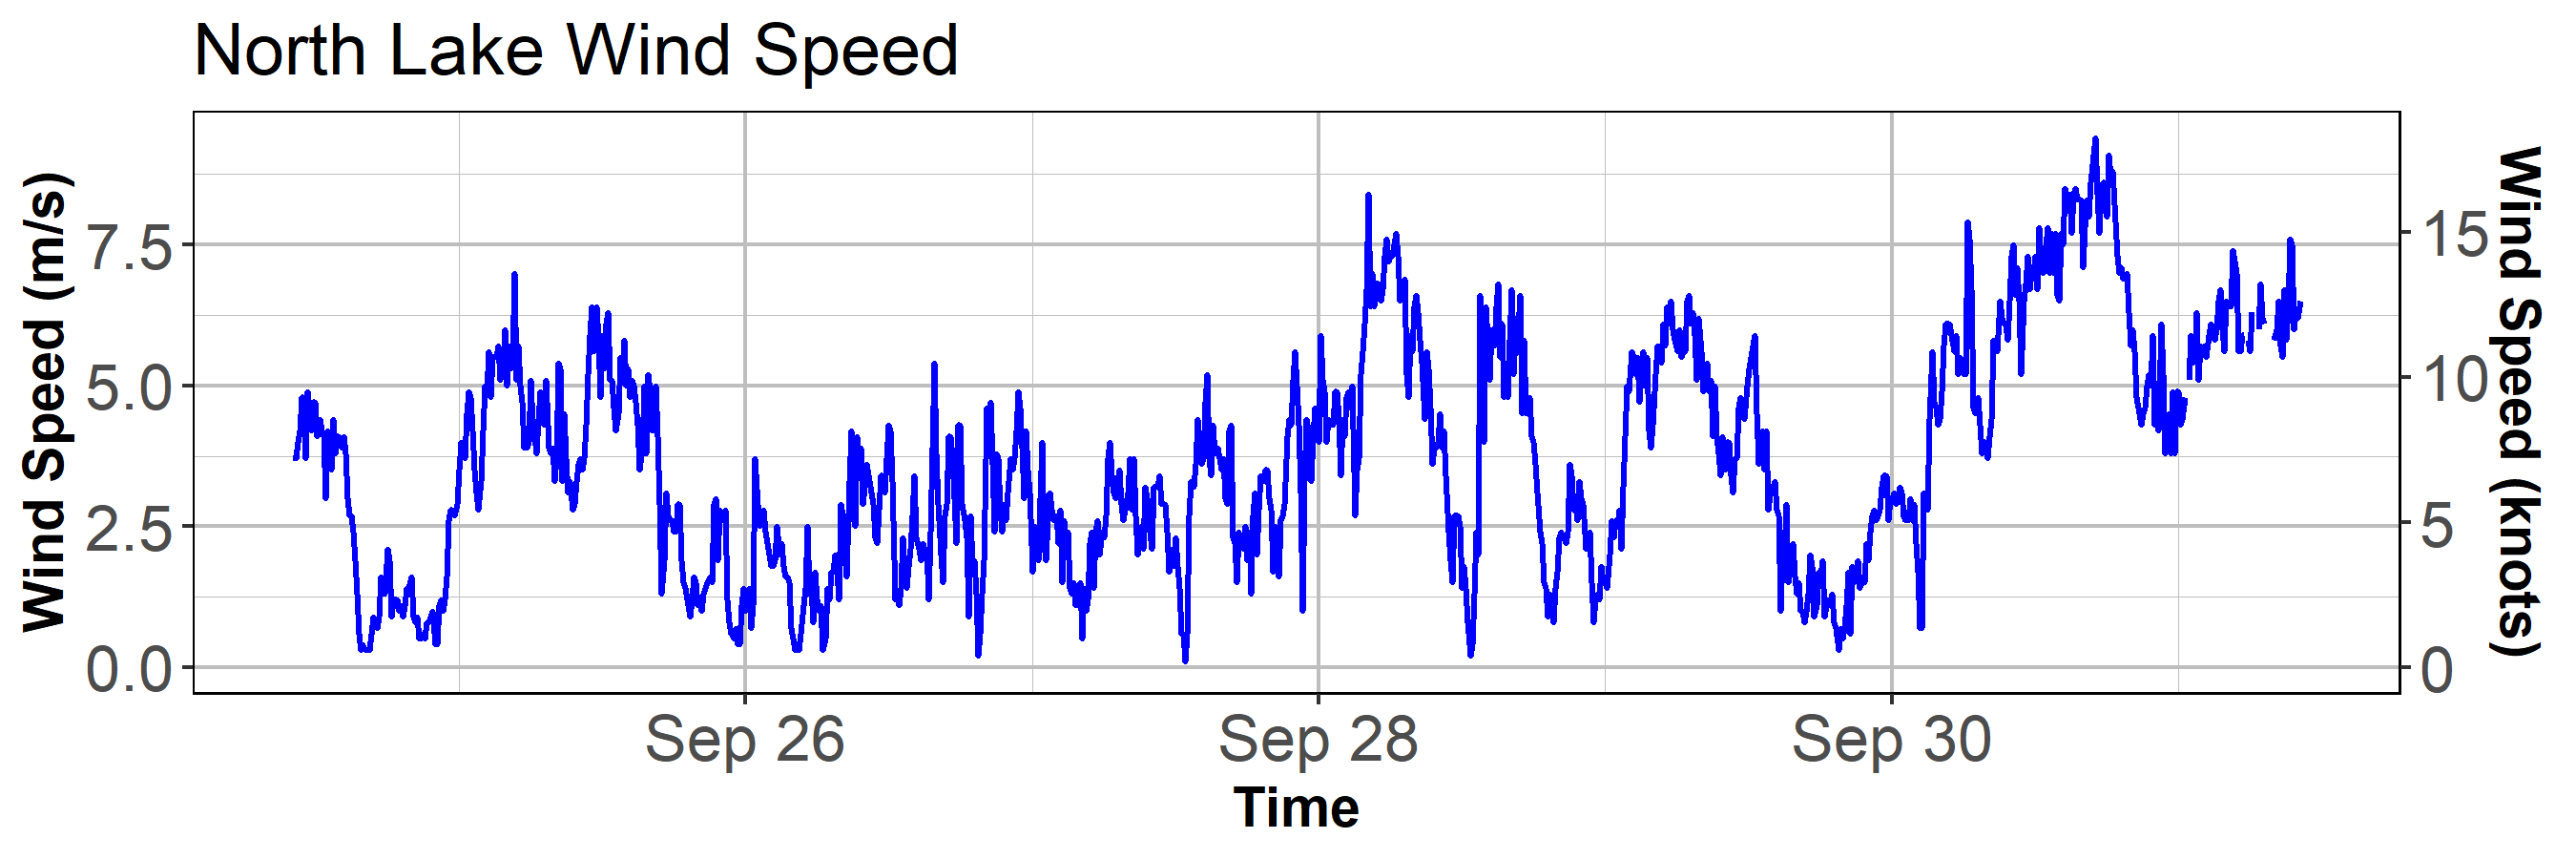 North Lake Wind Speed
Wind Speed (m/s)
7.5
5.0
2.5
0.0
15
10
5
0
Wind Speed (knots)
Sep 26
Sep 28
Sep 30
Time